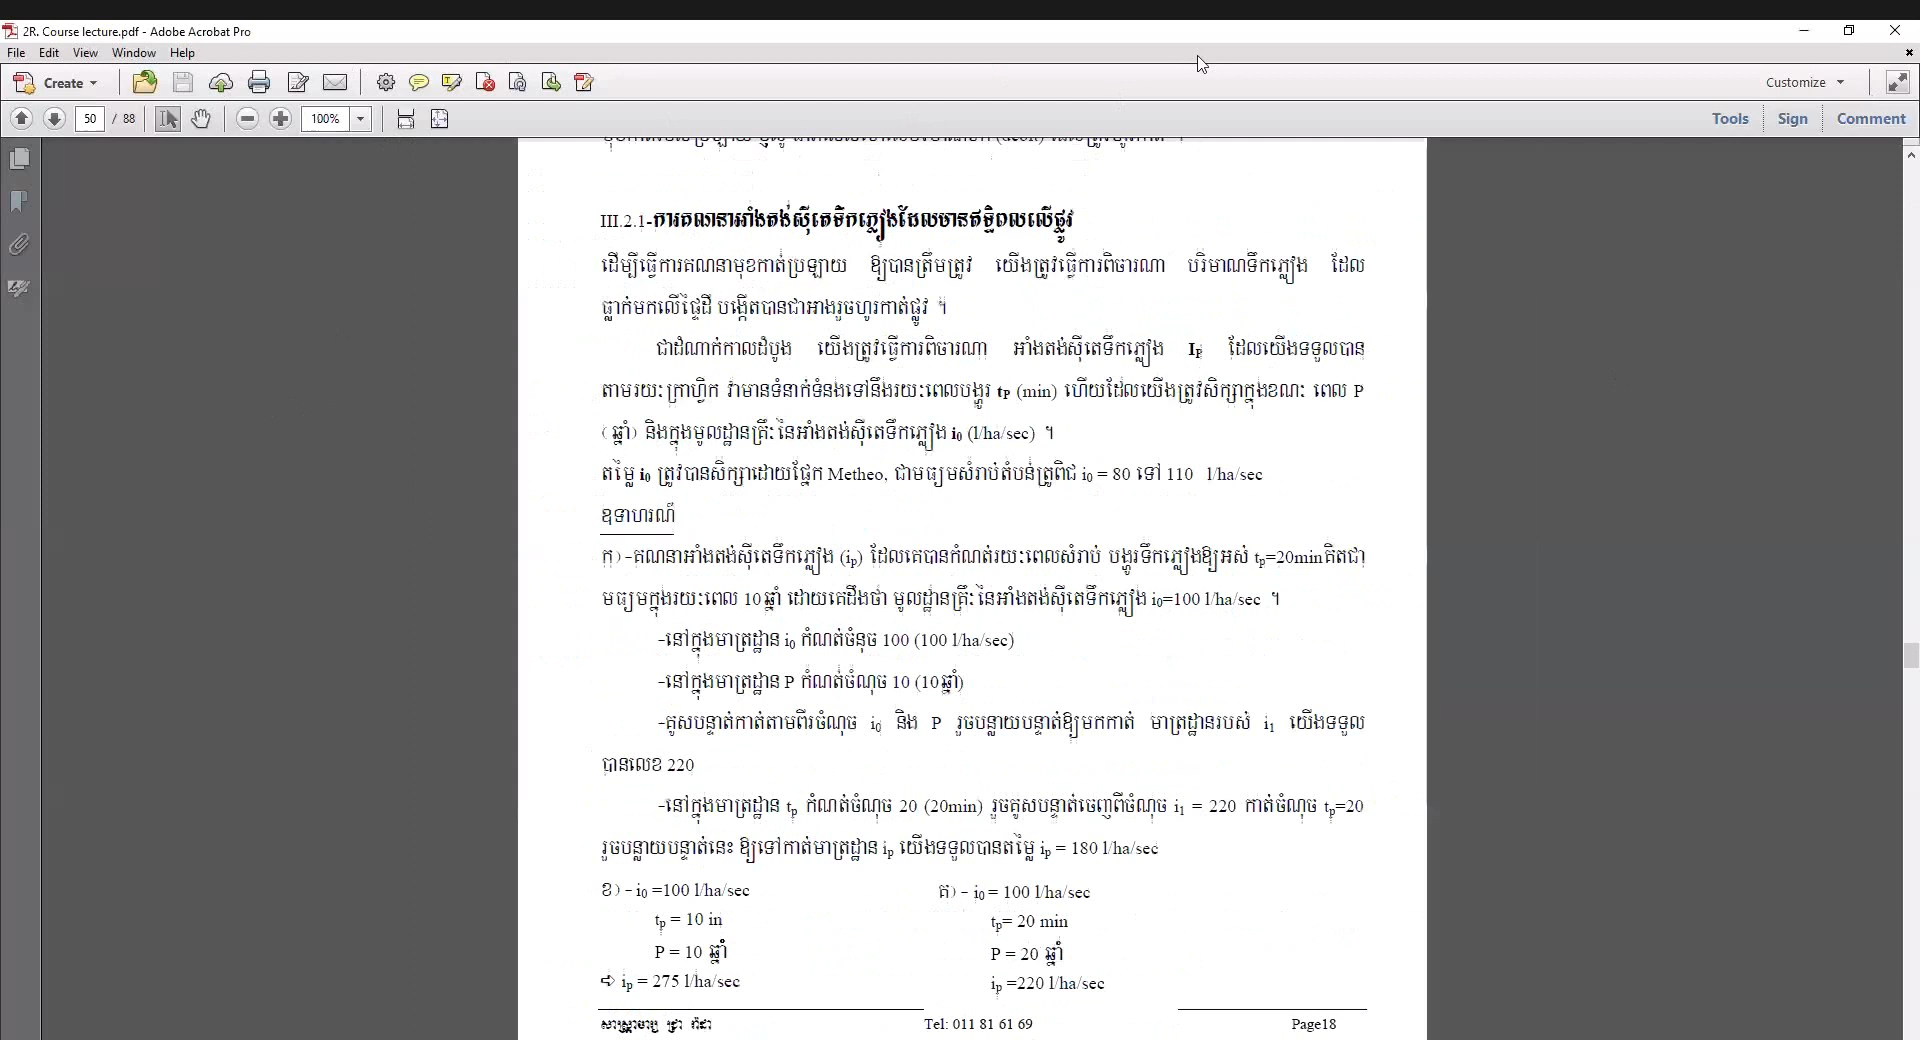 2R. Course lecture.pdf - Adobe Acrobat Pro
File Edit View Window Help
Create Customize
50 / 88 100% Tools Sign Comment
III.2.1-ការគណនាអាំងតង់ស៊ីតេទឹកភ្លៀងដែលមានឥទ្ធិពលលើផ្លូវ
ដើម្បីធ្វើការគណនាមុខកាត់ប្រឡាយ ឱ្យបានត្រឹមត្រូវ យើងត្រូវធ្វើការពិចារណា បរិមាណទឹកភ្លៀង ដែល
ធ្លាក់មកលើផ្ទៃដី បង្កើតបានជាអាងរួចហូរកាត់ផ្លូវ ។
ជាដំណាក់កាលដំបូង យើងត្រូវធ្វើការពិចារណា អាំងតង់ស៊ីតេទឹកភ្លៀង IP ដែលយើងទទួលបាន
តាមរយៈក្រាហ្វិក វាមានទំនាក់ទំនងទៅនឹងរយៈពេលបង្ហូរ tP (min) ហើយដែលយើងត្រូវសិក្សាក្នុងខណៈ ពេល P
(ឆ្នាំ) និងក្នុងមូលដ្ឋានគ្រឹះនៃអាំងតង់ស៊ីតេទឹកភ្លៀង i0 (l/ha/sec) ។
តម្លៃ i0 ត្រូវបានសិក្សាដោយផ្នែក Metheo, ជាមធ្យមសំរាប់តំបន់ត្រូពិជ i0 = 80 ទៅ 110 l/ha/sec
ឧទាហរណ៍
ក) -គណនាអាំងតង់ស៊ីតេទឹកភ្លៀង (ip) ដែលគេបានកំណត់រយៈពេលសំរាប់ បង្ហូរទឹកភ្លៀងឱ្យអស់ tp=20minគិតជា
មធ្យមក្នុងរយៈពេល 10ឆ្នាំ ដោយគេដឹងថា មូលដ្ឋានគ្រឹះនៃអាំងតង់ស៊ីតេទឹកភ្លៀង i0=100 l/ha/sec ។
-នៅក្នុងមាត្រដ្ឋាន i0 កំណត់ចំនុច 100 (100 l/ha/sec)
-នៅក្នុងមាត្រដ្ឋាន P កំណត់ចំណុច 10 (10ឆ្នាំ)
-គូសបន្ទាត់កាត់តាមពីរចំណុច i0 និង P រួចបន្លាយបន្ទាត់ឱ្យមកកាត់ មាត្រដ្ឋានរបស់ i1 យើងទទួល
បានលេខ 220
-នៅក្នុងមាត្រដ្ឋាន tp កំណត់ចំណុច 20 (20min) រួចគូសបន្ទាត់ចេញពីចំណុច i1 = 220 កាត់ចំណុច tp=20
រួចបន្លាយបន្ទាត់នេះ ឱ្យទៅកាត់មាត្រដ្ឋាន ip យើងទទួលបានតម្លៃ ip = 180 l/ha/sec
ខ) - i0 =100 l/ha/sec គ) - i0 = 100 l/ha/sec
tp = 10 in tp= 20 min
P = 10 ឆ្នាំ P = 20 ឆ្នាំ
➩ ip = 275 l/ha/sec ip =220 l/ha/sec
សាស្ត្រាចារ្យ ជ្រា រ៉ាដា Tel: 011 81 61 69 Page18